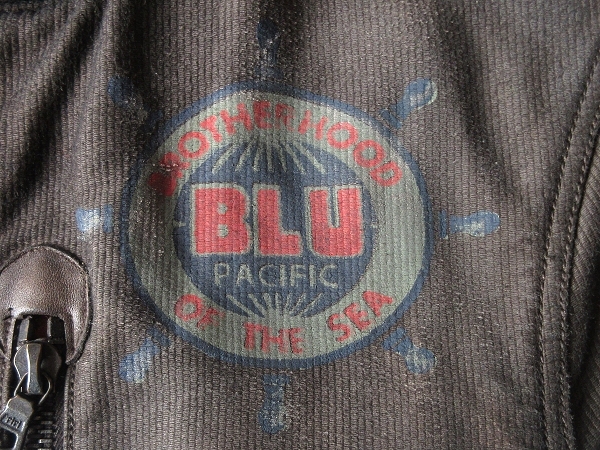 BROTHERHOOD
BLU
PACIFIC
OF THE SEA